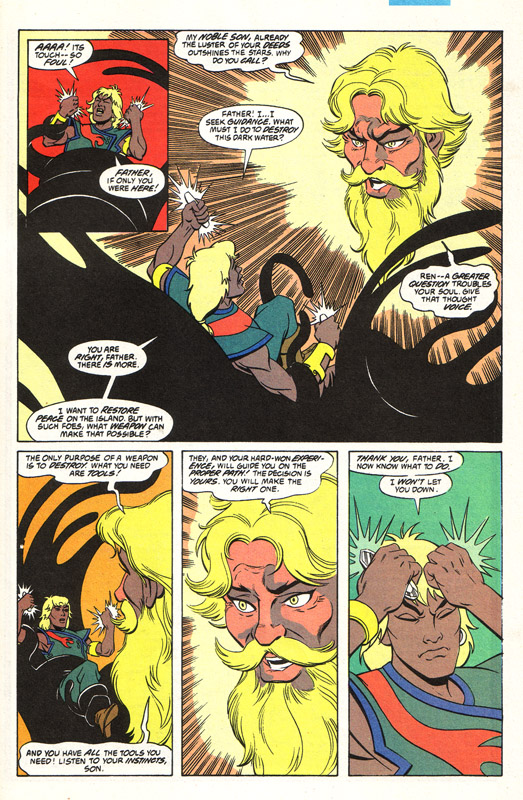 AAAA! ITS
TOUCH--SO
FOUL!
FATHER,
IF ONLY YOU
WERE HERE!
MY NOBLE SON, ALREADY
THE LUSTER OF YOUR DEEDS
OUTSHINES THE STARS. WHY
DO YOU CALL?
FATHER! I...I
SEEK GUIDANCE. WHAT
MUST I DO TO DESTROY
THIS DARK WATER?
REN--A GREATER
QUESTION TROUBLES
YOUR SOUL. GIVE
THAT THOUGHT
VOICE.
YOU ARE
RIGHT, FATHER.
THERE IS MORE.
I WANT TO RESTORE
PEACE ON THE ISLAND. BUT WITH
SUCH FOES, WHAT WEAPON CAN
MAKE THAT POSSIBLE?
THE ONLY PURPOSE OF A WEAPON
IS TO DESTROY. WHAT YOU NEED
ARE TOOLS!
AND YOU HAVE ALL THE TOOLS YOU
NEED! LISTEN TO YOUR INSTINCTS,
SON.
THEY, AND YOUR HARD-WON EXPERI-
ENCE, WILL GUIDE YOU ON THE
PROPER PATH! THE DECISION IS
YOURS. YOU WILL MAKE THE
RIGHT ONE.
THANK YOU, FATHER. I
NOW KNOW WHAT TO DO.
I WON'T LET
YOU DOWN.